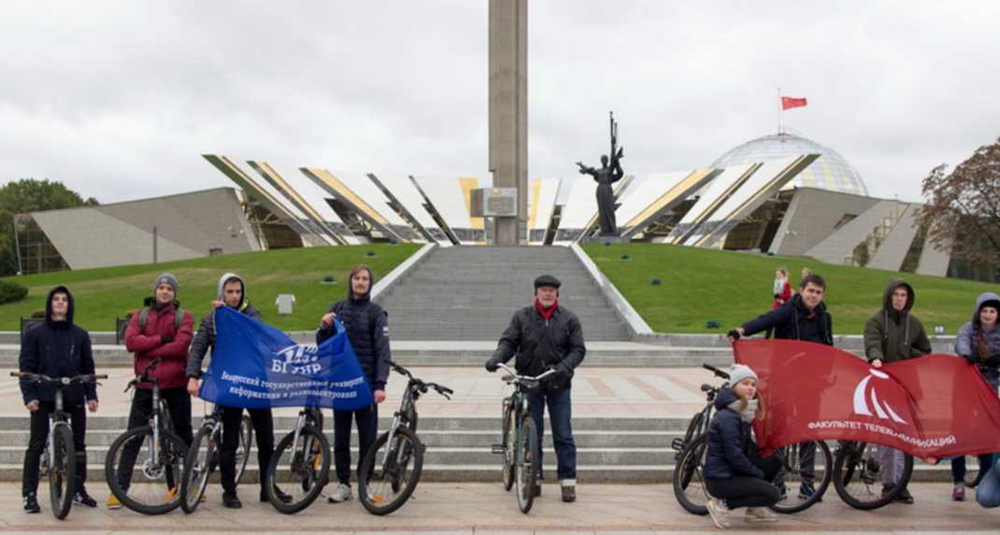 БГУИР
Белорусский государственный университет
информатики и радиоэлектроники
ФАКУЛЬТЕТ ТЕЛЕКОММУНИКАЦИЙ